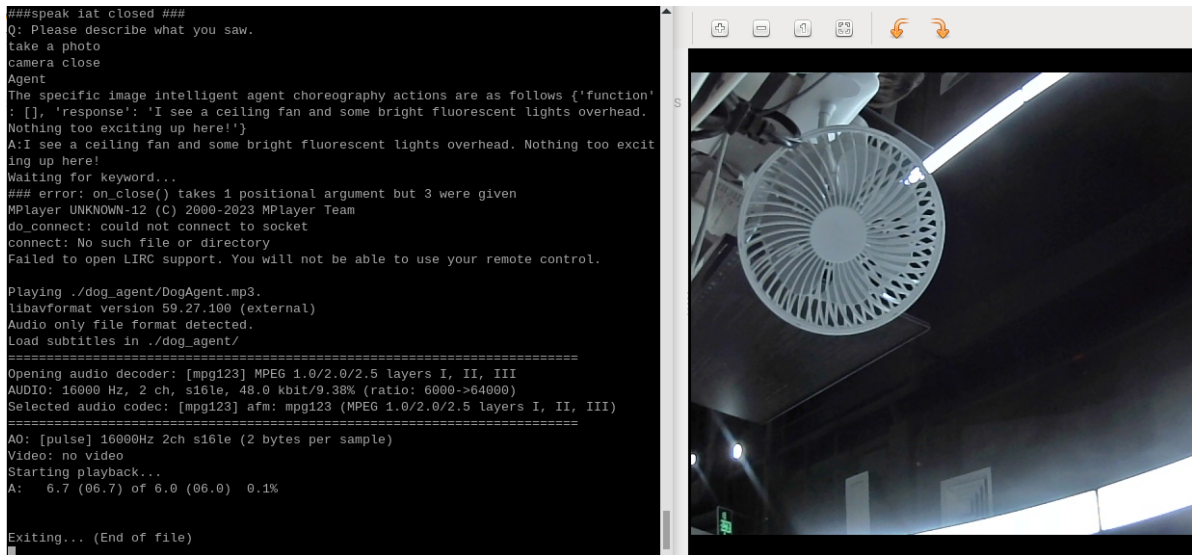 ###speak iat closed ###
Q: Please describe what you saw.
take a photo
camera close
Agent
The specific image intelligent agent choreography actions are as follows {'function'
: [], 'response': 'I see a ceiling fan and some bright fluorescent lights overhead.
Nothing too exciting up here!'}
A:I see a ceiling fan and some bright fluorescent lights overhead. Nothing too excit
ing up here!
Waiting for keyword...
### error: on_close() takes 1 positional argument but 3 were given
MPlayer UNKNOWN-12 (C) 2000-2023 MPlayer Team
do_connect: could not connect to socket
connect: No such file or directory
Failed to open LIRC support. You will not be able to use your remote control.
Playing ./dog_agent/DogAgent.mp3.
libavformat version 59.27.100 (external)
Audio only file format detected.
Load subtitles in ./dog_agent/
==========================================================================
Opening audio decoder: [mpg123] MPEG 1.0/2.0/2.5 layers I, II, III
AUDIO: 16000 Hz, 2 ch, s16le, 48.0 kbit/9.38% (ratio: 6000->64000)
Selected audio codec: [mpg123] afm: mpg123 (MPEG 1.0/2.0/2.5 layers I, II, III)
==========================================================================
AO: [pulse] 16000Hz 2ch s16le (2 bytes per sample)
Video: no video
Starting playback...
A:   6.7 (06.7) of 6.0 (06.0)  0.1%
Exiting... (End of file)
s